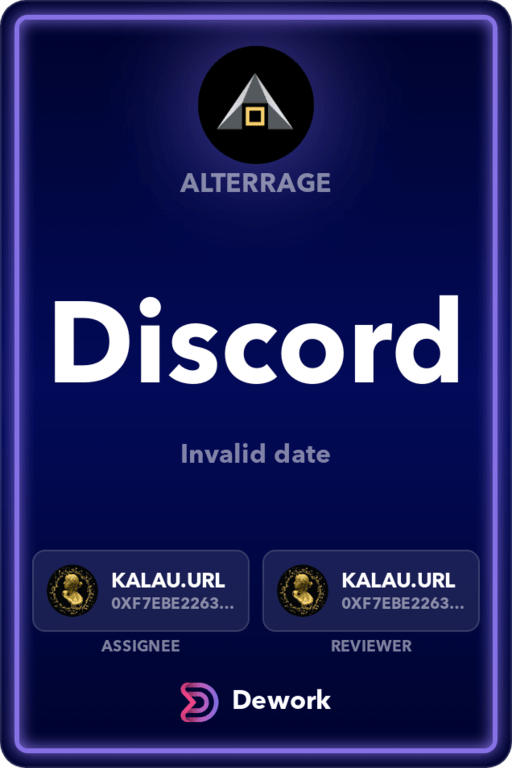 ALTERRAGE
Discord
Invalid date
KALAU.URL
0XF7EBE2263...
ASSIGNEE
KALAU.URL
0XF7EBE2263...
REVIEWER
Dework